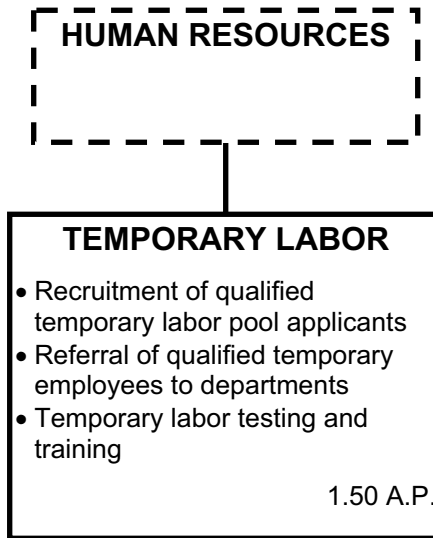 HUMAN RESOURCES
TEMPORARY LABOR
• Recruitment of qualified
temporary labor pool applicants
• Referral of qualified temporary
employees to departments
• Temporary labor testing and
training
1.50 A.P.